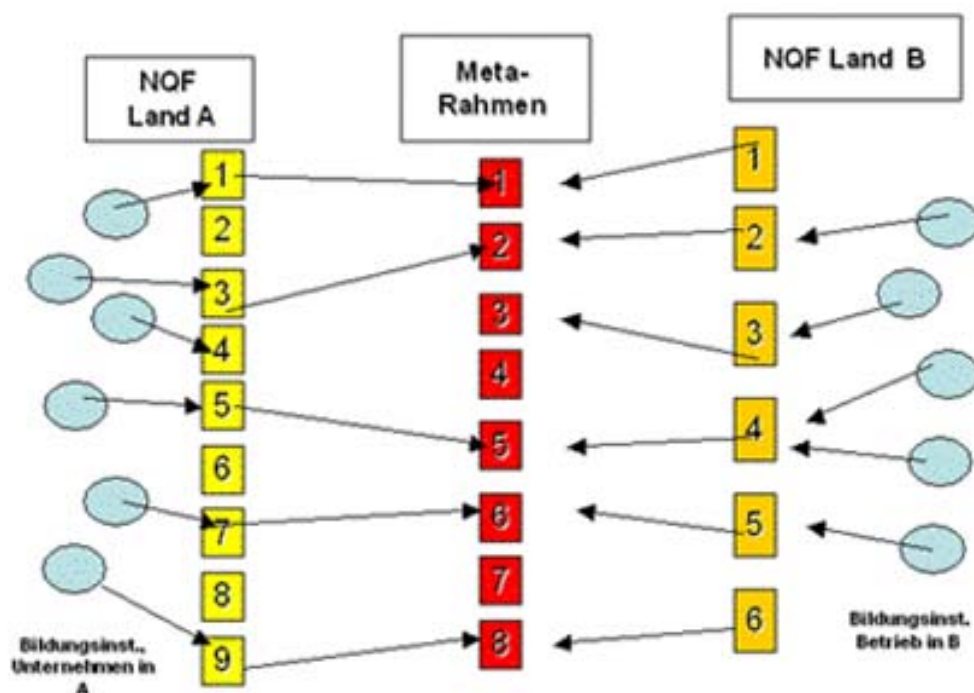 NQF
Land A
Meta-
Rahmen
NQF Land B
1
2
3
4
5
6
7
8
9
1
2
3
4
5
6
7
8
1
2
3
4
5
6
Bildungsinst.,
Unternehmen in
A
Bildungsinst.
Betrieb in B